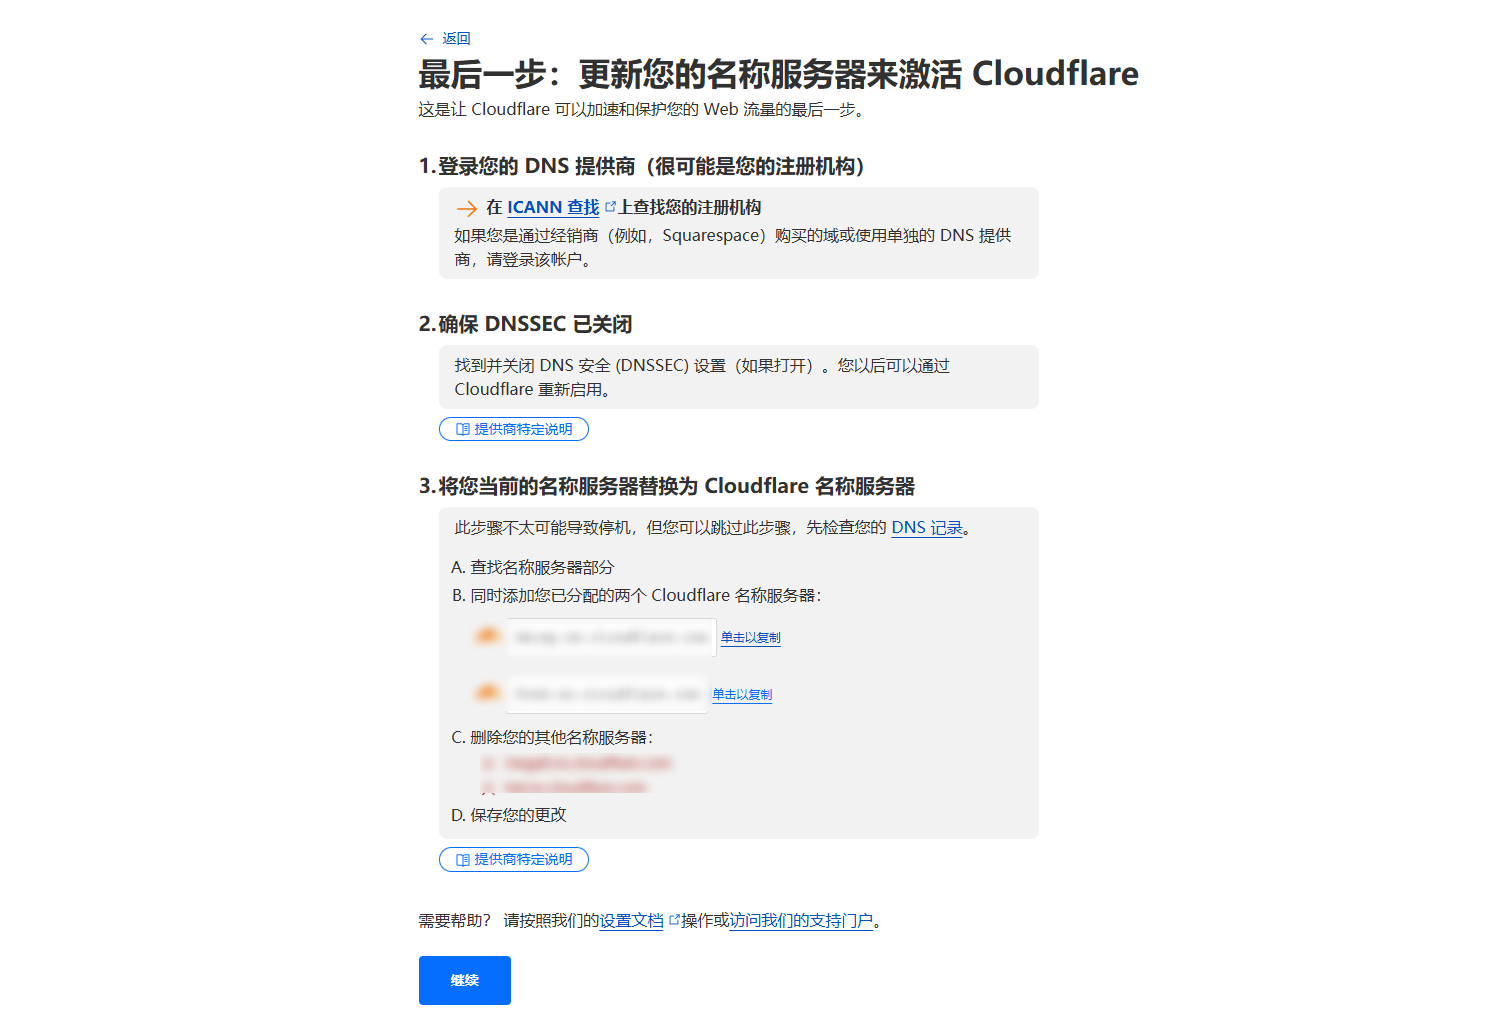 返回
最后一步：更新您的名称服务器来激活 Cloudflare
这是让 Cloudflare 可以加速和保护您的 Web 流量的最后一步。
1. 登录您的 DNS 提供商（很可能是您的注册机构）
在 ICANN 查找 上查找您的注册机构
如果您是通过经销商（例如，Squarespace）购买的域或使用单独的 DNS 提供
商，请登录该帐户。
2. 确保 DNSSEC 已关闭
找到并关闭 DNS 安全 (DNSSEC) 设置（如果打开）。您以后可以通过
Cloudflare 重新启用。
提供商特定说明
3. 将您当前的名称服务器替换为 Cloudflare 名称服务器
此步骤不太可能导致停机，但您可以跳过此步骤，先检查您的 DNS 记录。
A. 查找名称服务器部分
B. 同时添加您已分配的两个 Cloudflare 名称服务器：
单击以复制
单击以复制
C. 删除您的其他名称服务器：
D. 保存您的更改
提供商特定说明
需要帮助？ 请按照我们的设置文档 操作或访问我们的支持门户。
继续